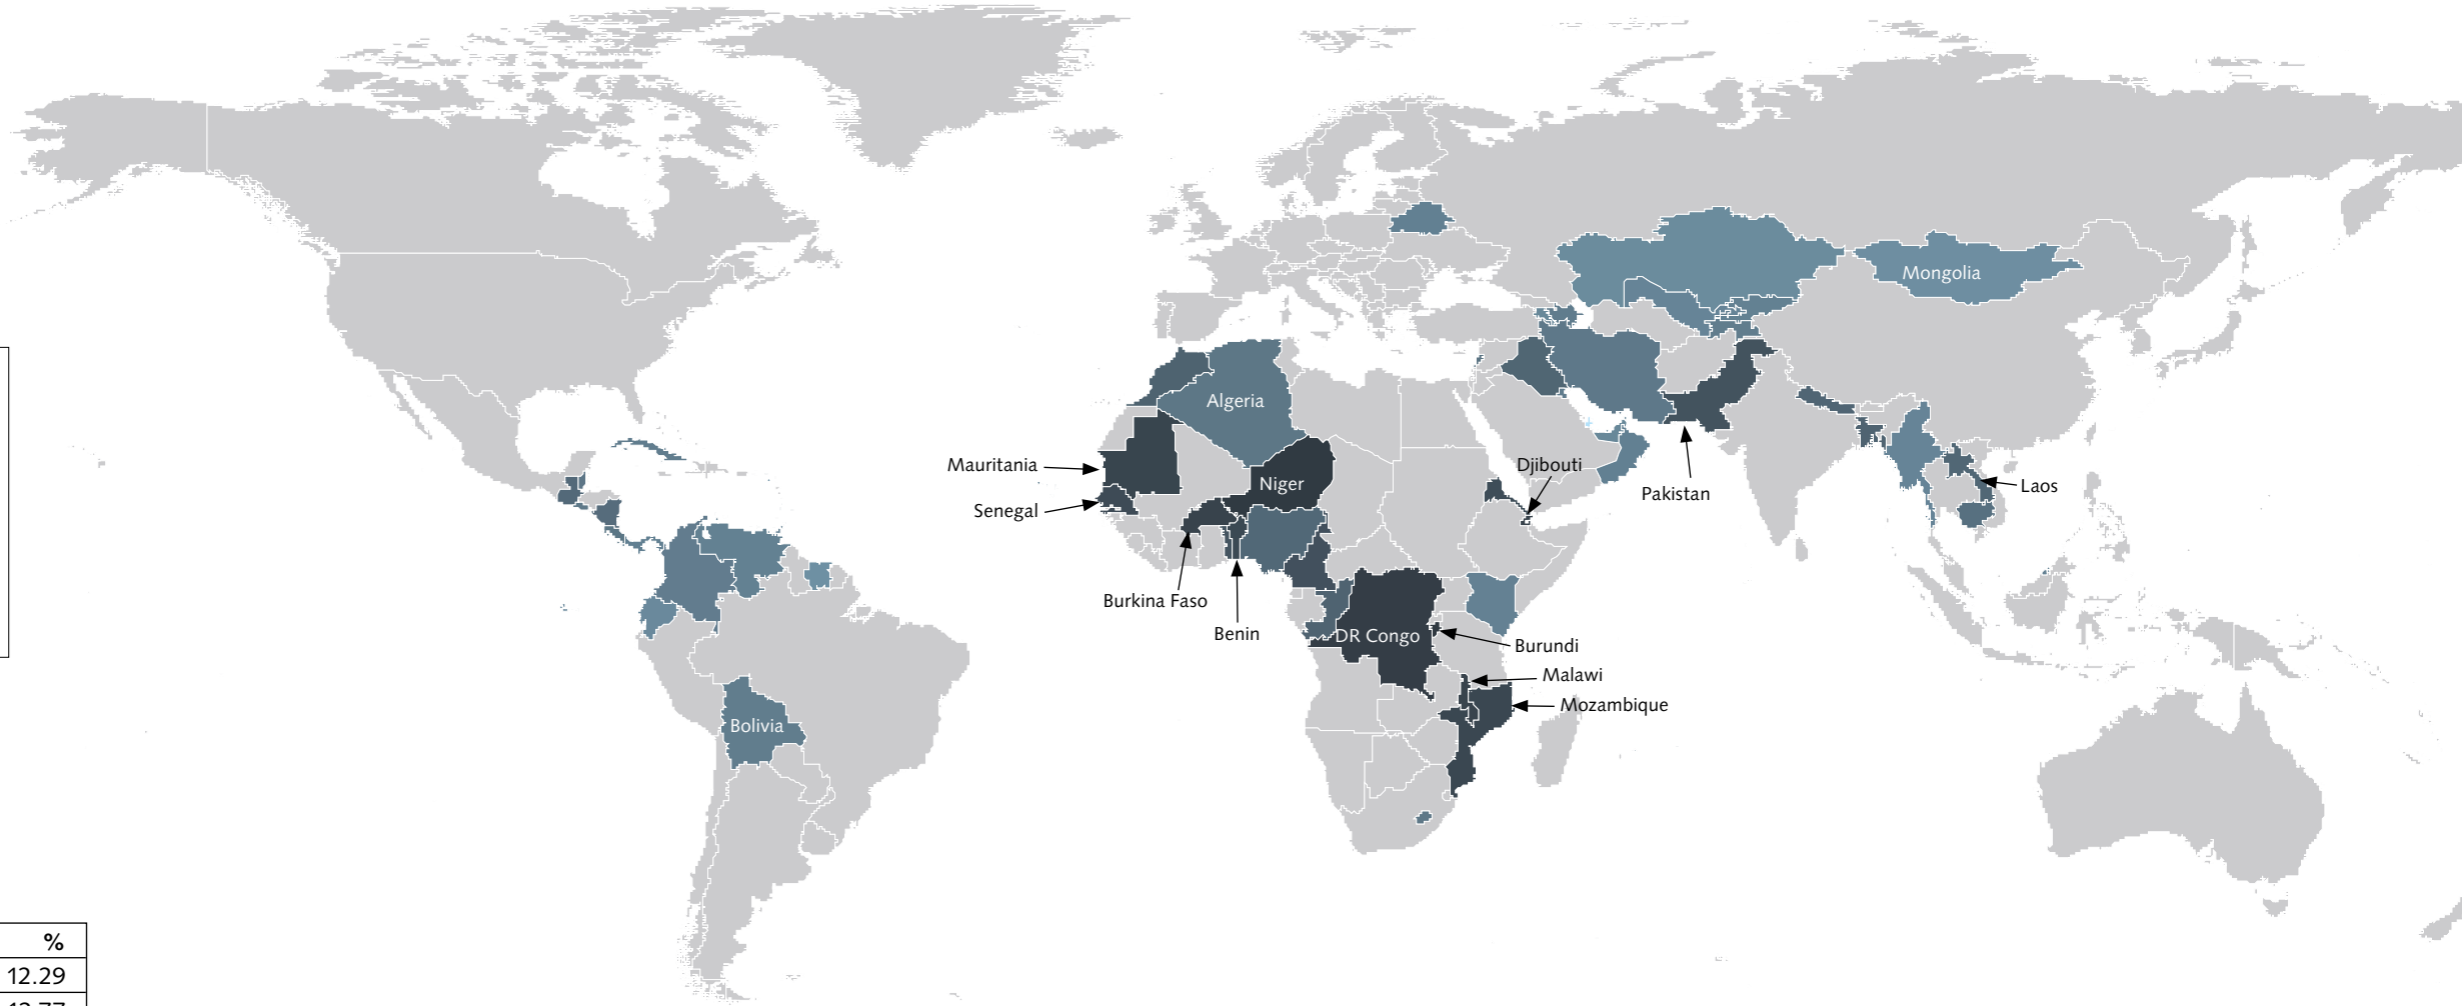 Mongolia
Algeria
Mauritania
Djibouti
Niger
Pakistan
Laos
Senegal
Burkina Faso
Benin
DR Congo
Burundi
Malawi
Mozambique
Bolivia
%
12.29